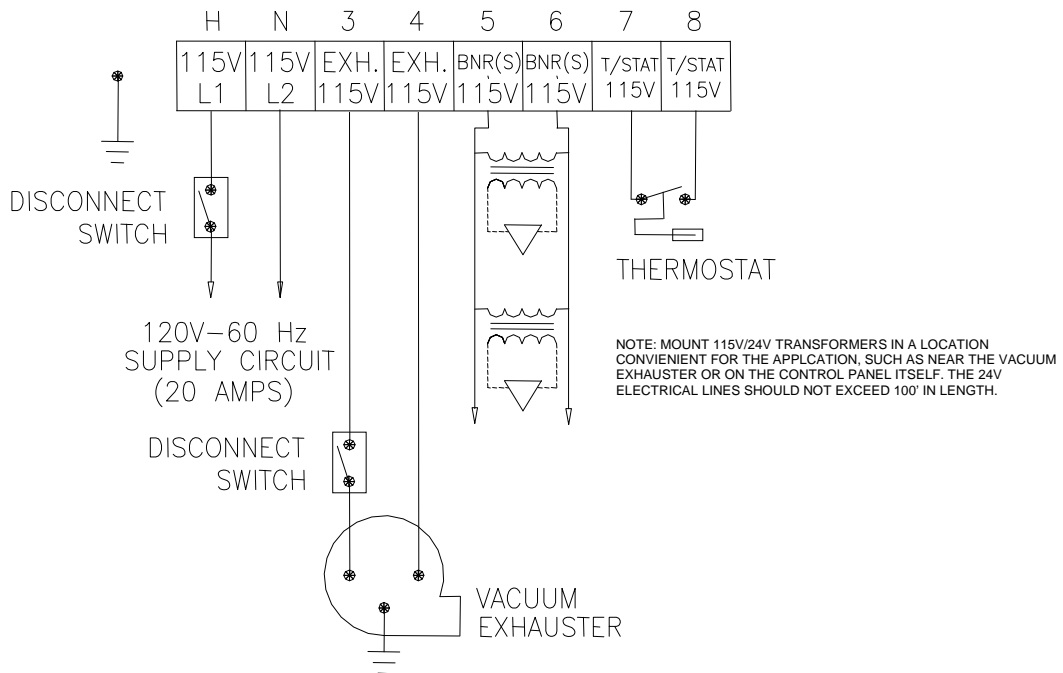 H N 3 4 5 6 7 8
115V 115V EXH. EXH. BNR(S) BNR(S) T/STAT T/STAT
L1 L2 115V 115V 115V 115V 115V 115V
DISCONNECT
SWITCH
THERMOSTAT
120V-60 Hz
SUPPLY CIRCUIT
(20 AMPS)
NOTE: MOUNT 115V/24V TRANSFORMERS IN A LOCATION
CONVIENIENT FOR THE APPLCATION, SUCH AS NEAR THE VACUUM
EXHAUSTER OR ON THE CONTROL PANEL ITSELF. THE 24V
ELECTRICAL LINES SHOULD NOT EXCEED 100' IN LENGTH.
DISCONNECT
SWITCH
VACUUM
EXHAUSTER